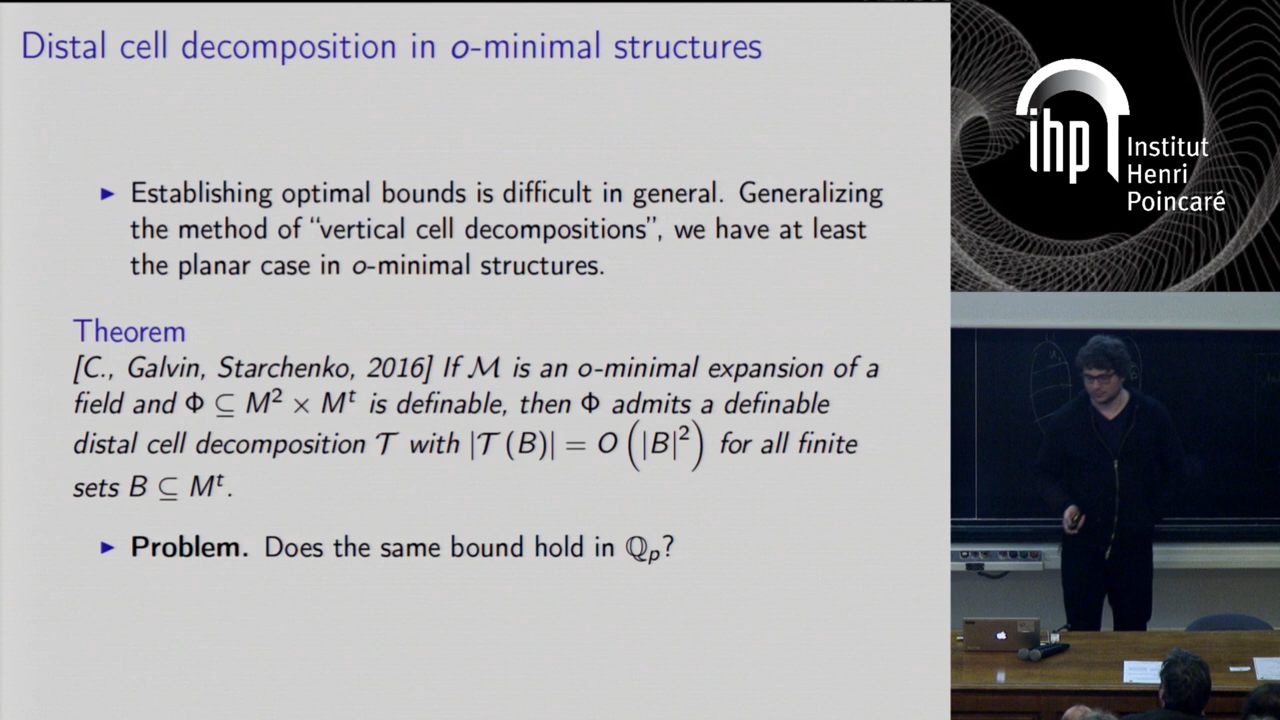 Distal cell decomposition in o-minimal structures
▶ Establishing optimal bounds is difficult in general. Generalizing
the method of “vertical cell decompositions”, we have at least
the planar case in o-minimal structures.
Theorem
[C., Galvin, Starchenko, 2016] If ℳ is an o-minimal expansion of a
field and Φ ⊆ M² × Mᵗ is definable, then Φ admits a definable
distal cell decomposition 𝒯 with |𝒯(B)| = O(|B|²) for all finite
sets B ⊆ Mᵗ.
▶ Problem. Does the same bound hold in ℚₚ?
ihp
Institut
Henri
Poincaré